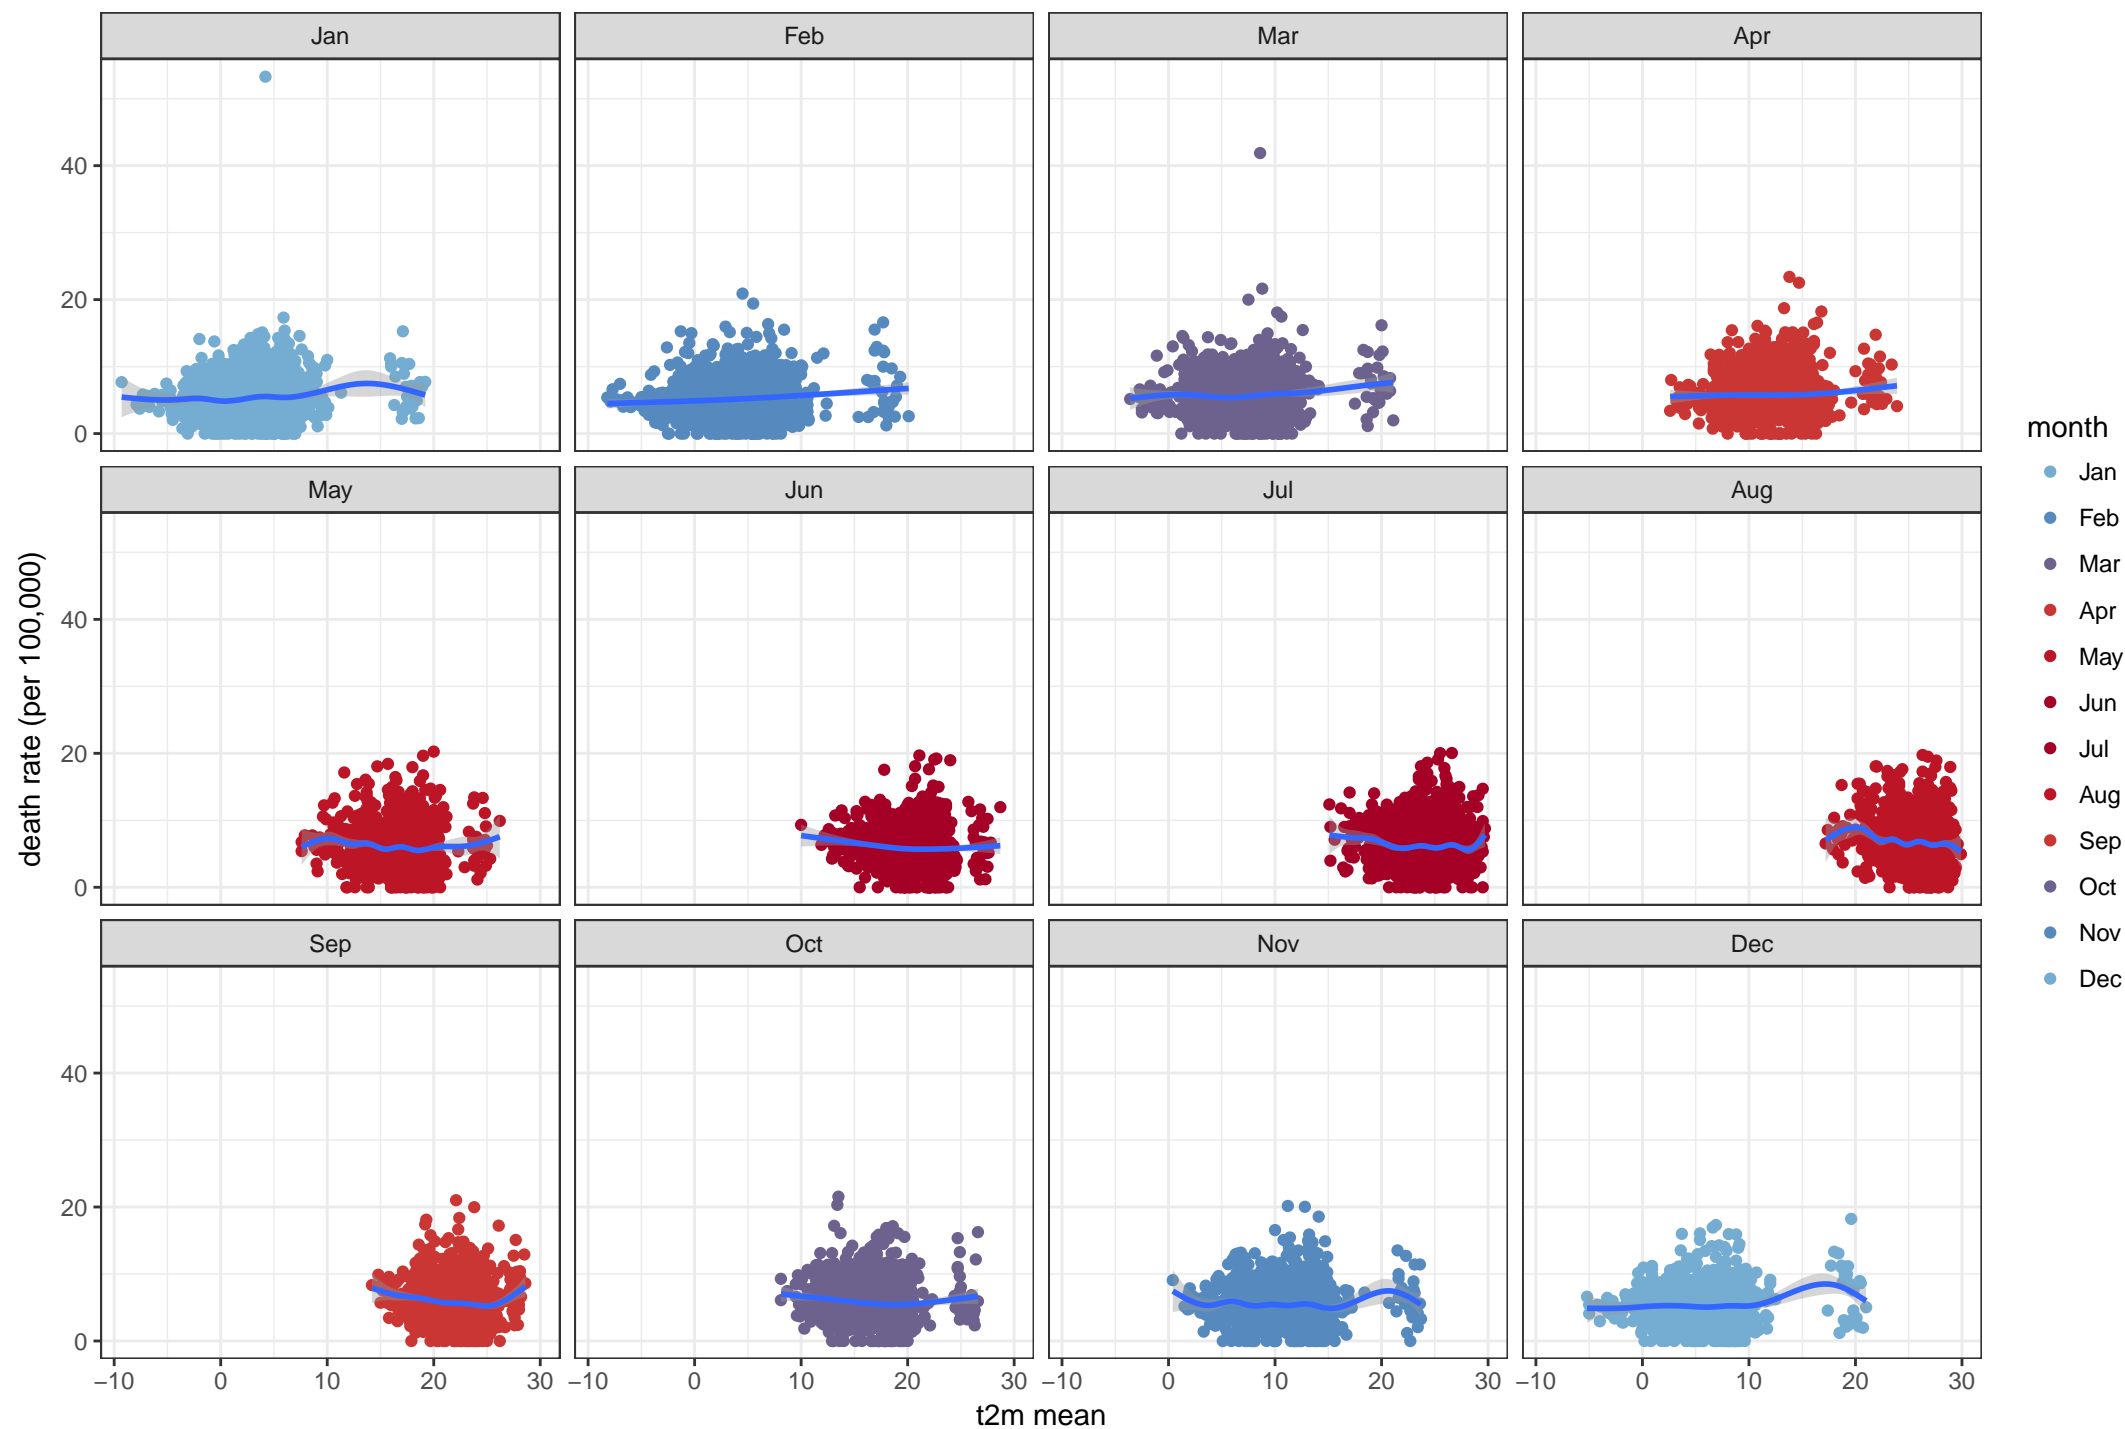 Jan Feb Mar Apr
40
20
0
May Jun Jul Aug
40
20
0
Sep Oct Nov Dec
40
20
0
−10 0 10 20 30 −10 0 10 20 30 −10 0 10 20 30 −10 0 10 20 30
t2m mean
death rate (per 100,000)
month
Jan
Feb
Mar
Apr
May
Jun
Jul
Aug
Sep
Oct
Nov
Dec